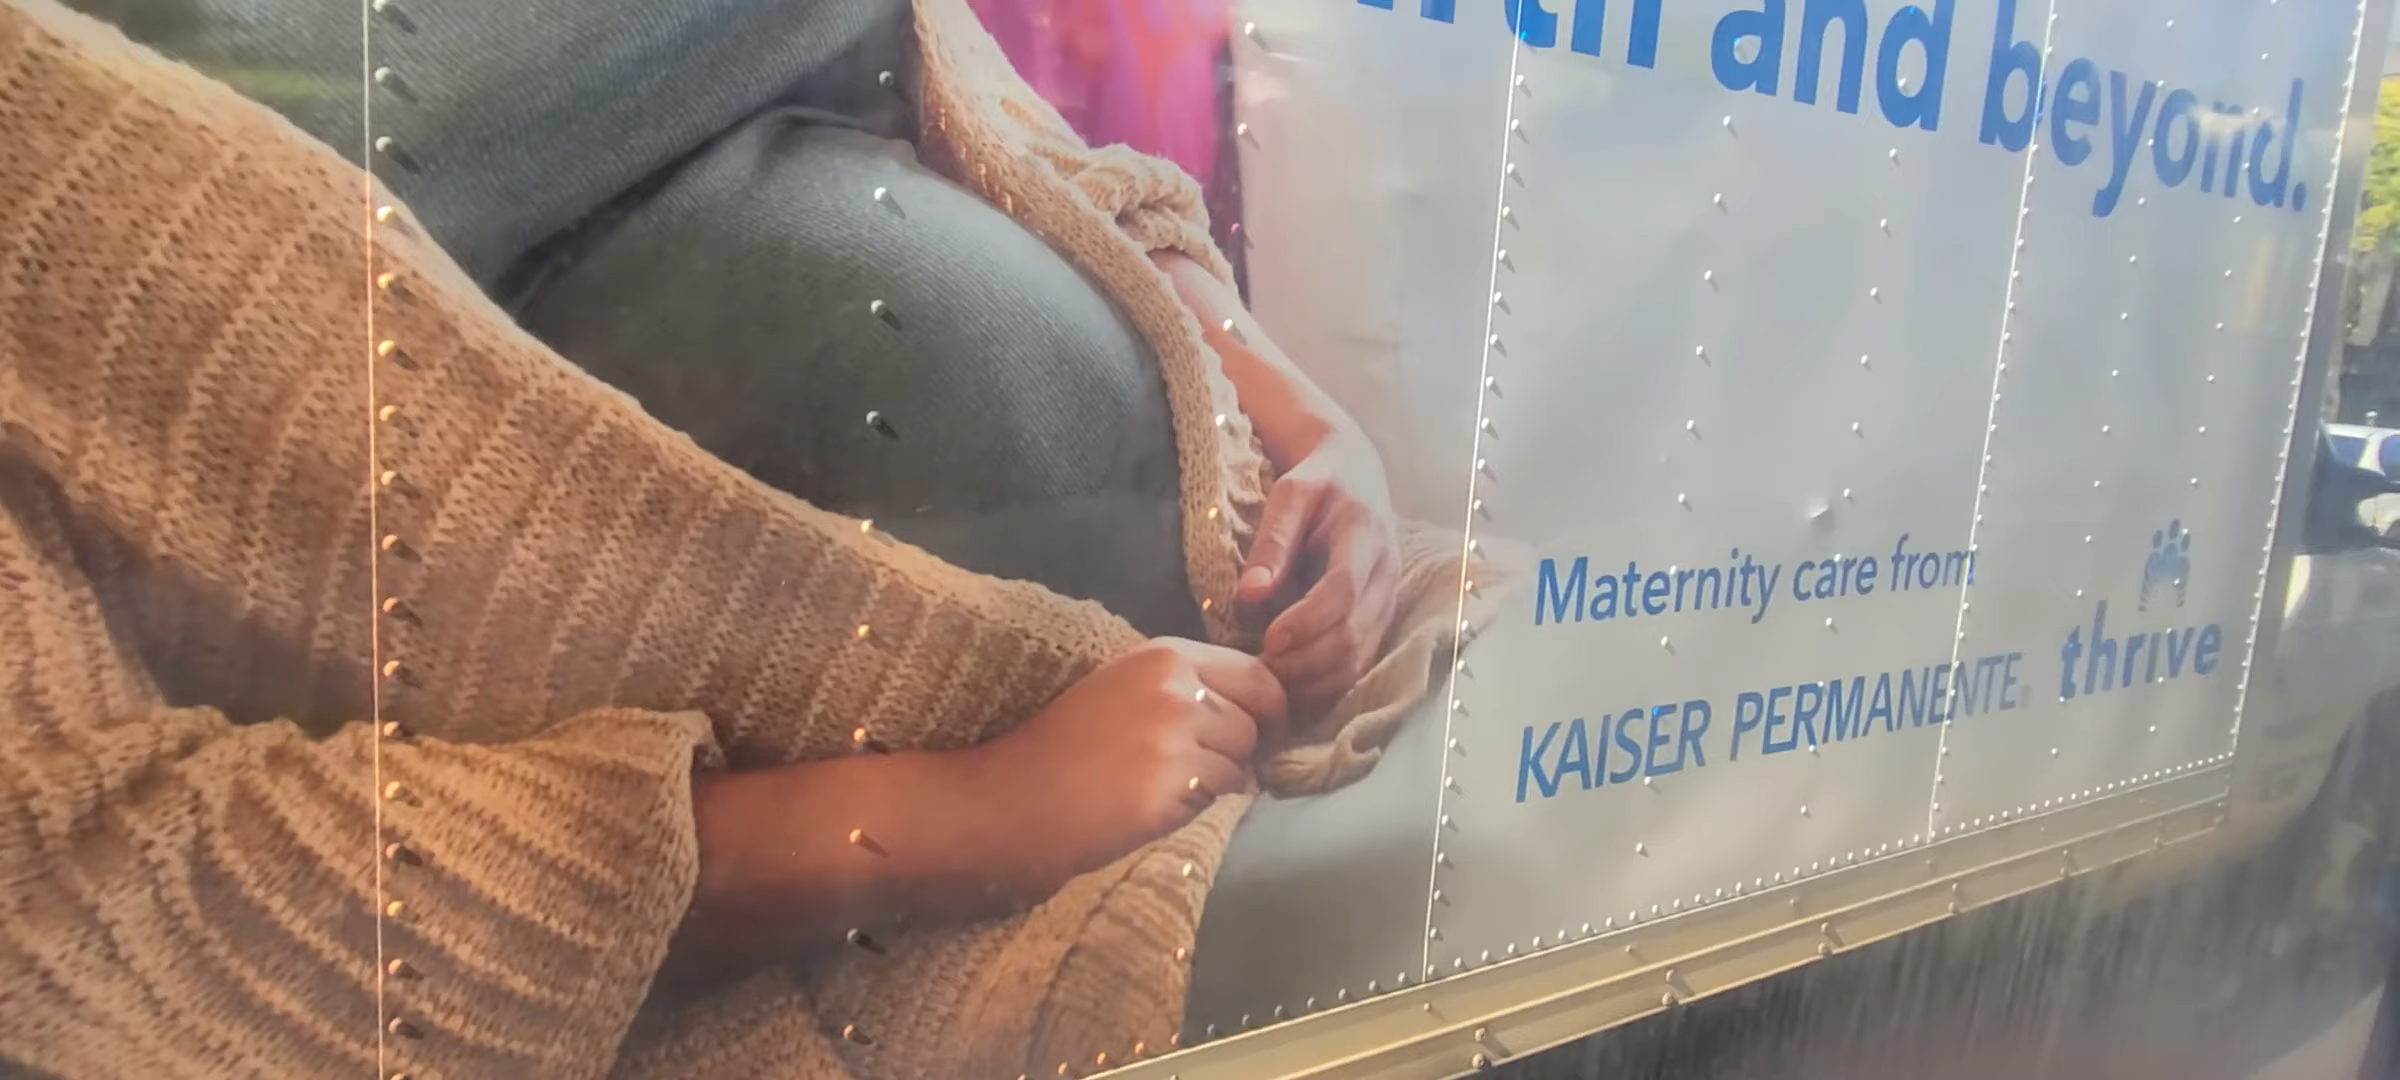 and beyond.
Maternity care from
KAISER PERMANENTE® thrive